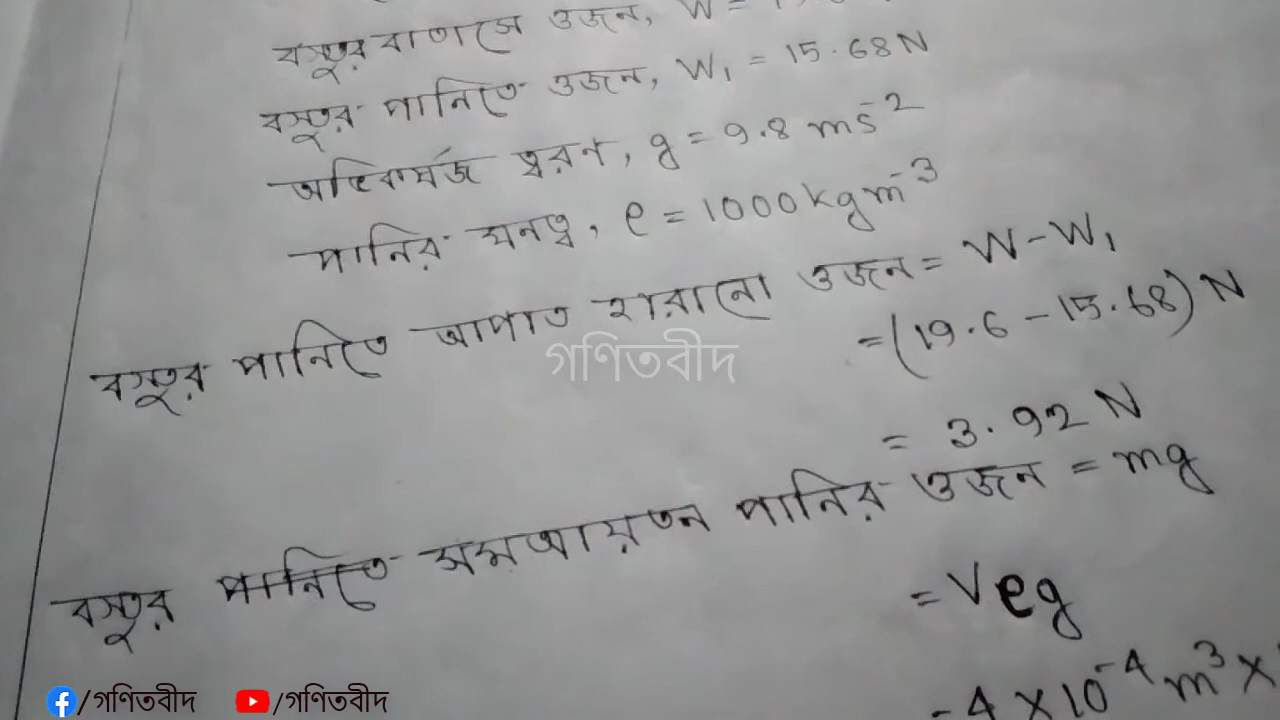 বস্তুর বাতাসে ওজন, W = 19.
বস্তুর পানিতে ওজন, W₁ = 15.68 N
অভিকর্ষজ ত্বরণ, g = 9.8 ms⁻²
পানির ঘনত্ব, ρ = 1000 kgm⁻³
বস্তুর পানিতে আপাত হারানো ওজন = W - W₁
= (19.6 - 15.68) N
= 3.92 N
বস্তুর পানিতে সমআয়তন পানির ওজন = mg
= Vρg
= 4 × 10⁻⁴ m³ ×
গণিতবীদ
/গণিতবীদ /গণিতবীদ